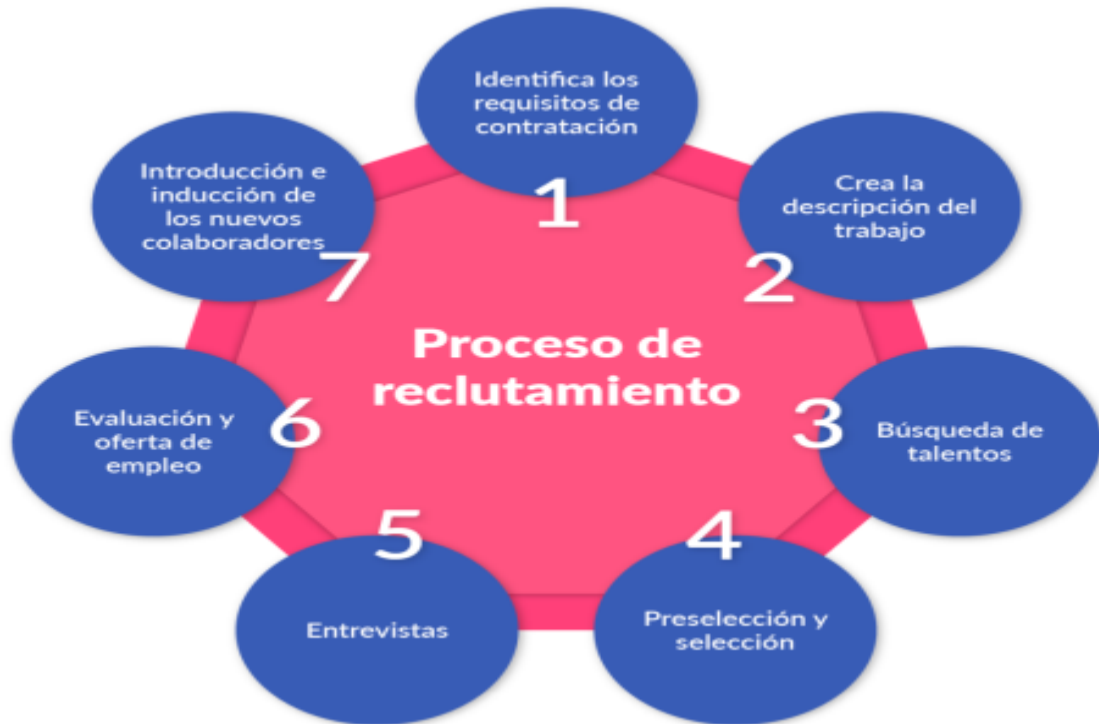 Identifica los
requisitos de
contratación
1
Crea la
descripción del
trabajo
2
Búsqueda de
talentos
3
Preselección y
selección
4
Entrevistas
5
Evaluación y
oferta de
empleo
6
Introducción e
inducción de
los nuevos
colaboradores
7
Proceso de
reclutamiento